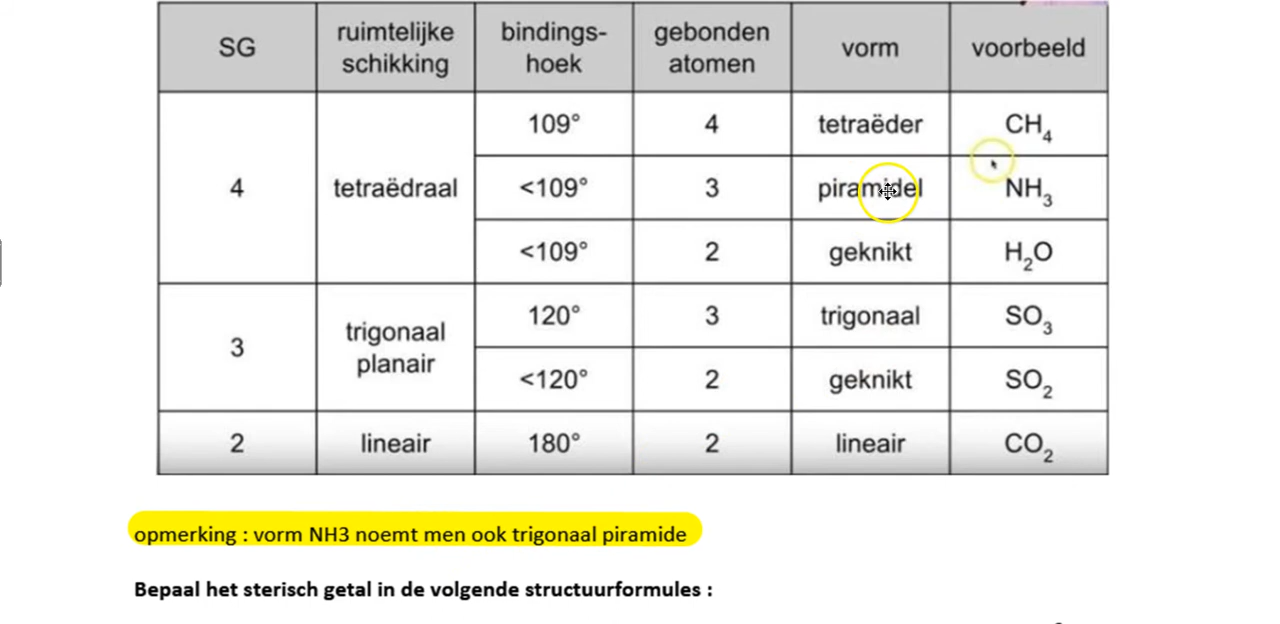 SG ruimtelijke schikking bindings-hoek gebonden atomen vorm voorbeeld
4 tetraëdraal 109° 4 tetraëder CH₄
<109° 3 piramidel NH₃
<109° 2 geknikt H₂O
3 trigonaal planair 120° 3 trigonaal SO₃
<120° 2 geknikt SO₂
2 lineair 180° 2 lineair CO₂
opmerking : vorm NH3 noemt men ook trigonaal piramide
Bepaal het sterisch getal in de volgende structuurformules :